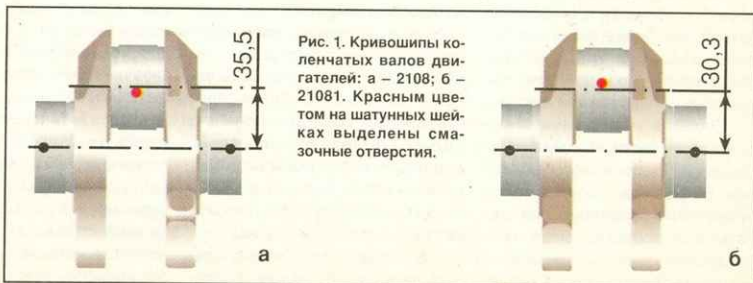 35,5
Рис. 1. Кривошипы ко-
ленчатых валов дви-
гателей: а – 2108; б –
21081. Красным цве-
том на шатунных шей-
ках выделены сма-
зочные отверстия.
30,3
а
б